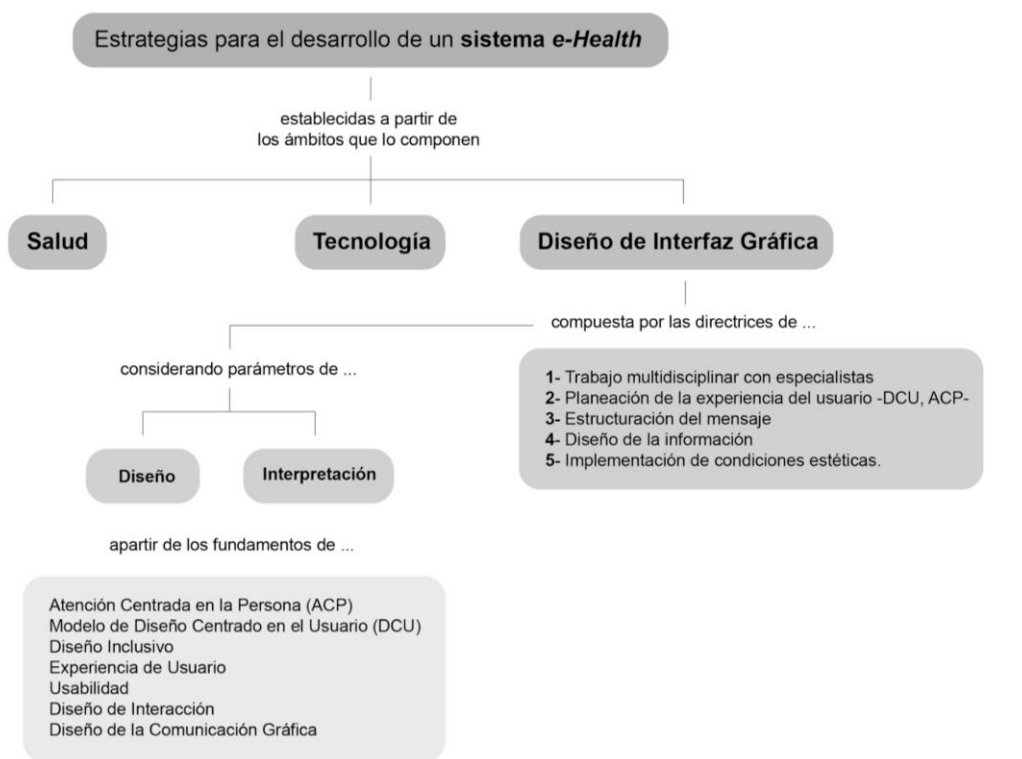 Estrategias para el desarrollo de un sistema e-Health
establecidas a partir de
los ámbitos que lo componen
Salud
Tecnología
Diseño de Interfaz Gráfica
compuesta por las directrices de ...
1- Trabajo multidisciplinar con especialistas
2- Planeación de la experiencia del usuario -DCU, ACP-
3- Estructuración del mensaje
4- Diseño de la información
5- Implementación de condiciones estéticas.
considerando parámetros de ...
Diseño
Interpretación
apartir de los fundamentos de ...
Atención Centrada en la Persona (ACP)
Modelo de Diseño Centrado en el Usuario (DCU)
Diseño Inclusivo
Experiencia de Usuario
Usabilidad
Diseño de Interacción
Diseño de la Comunicación Gráfica